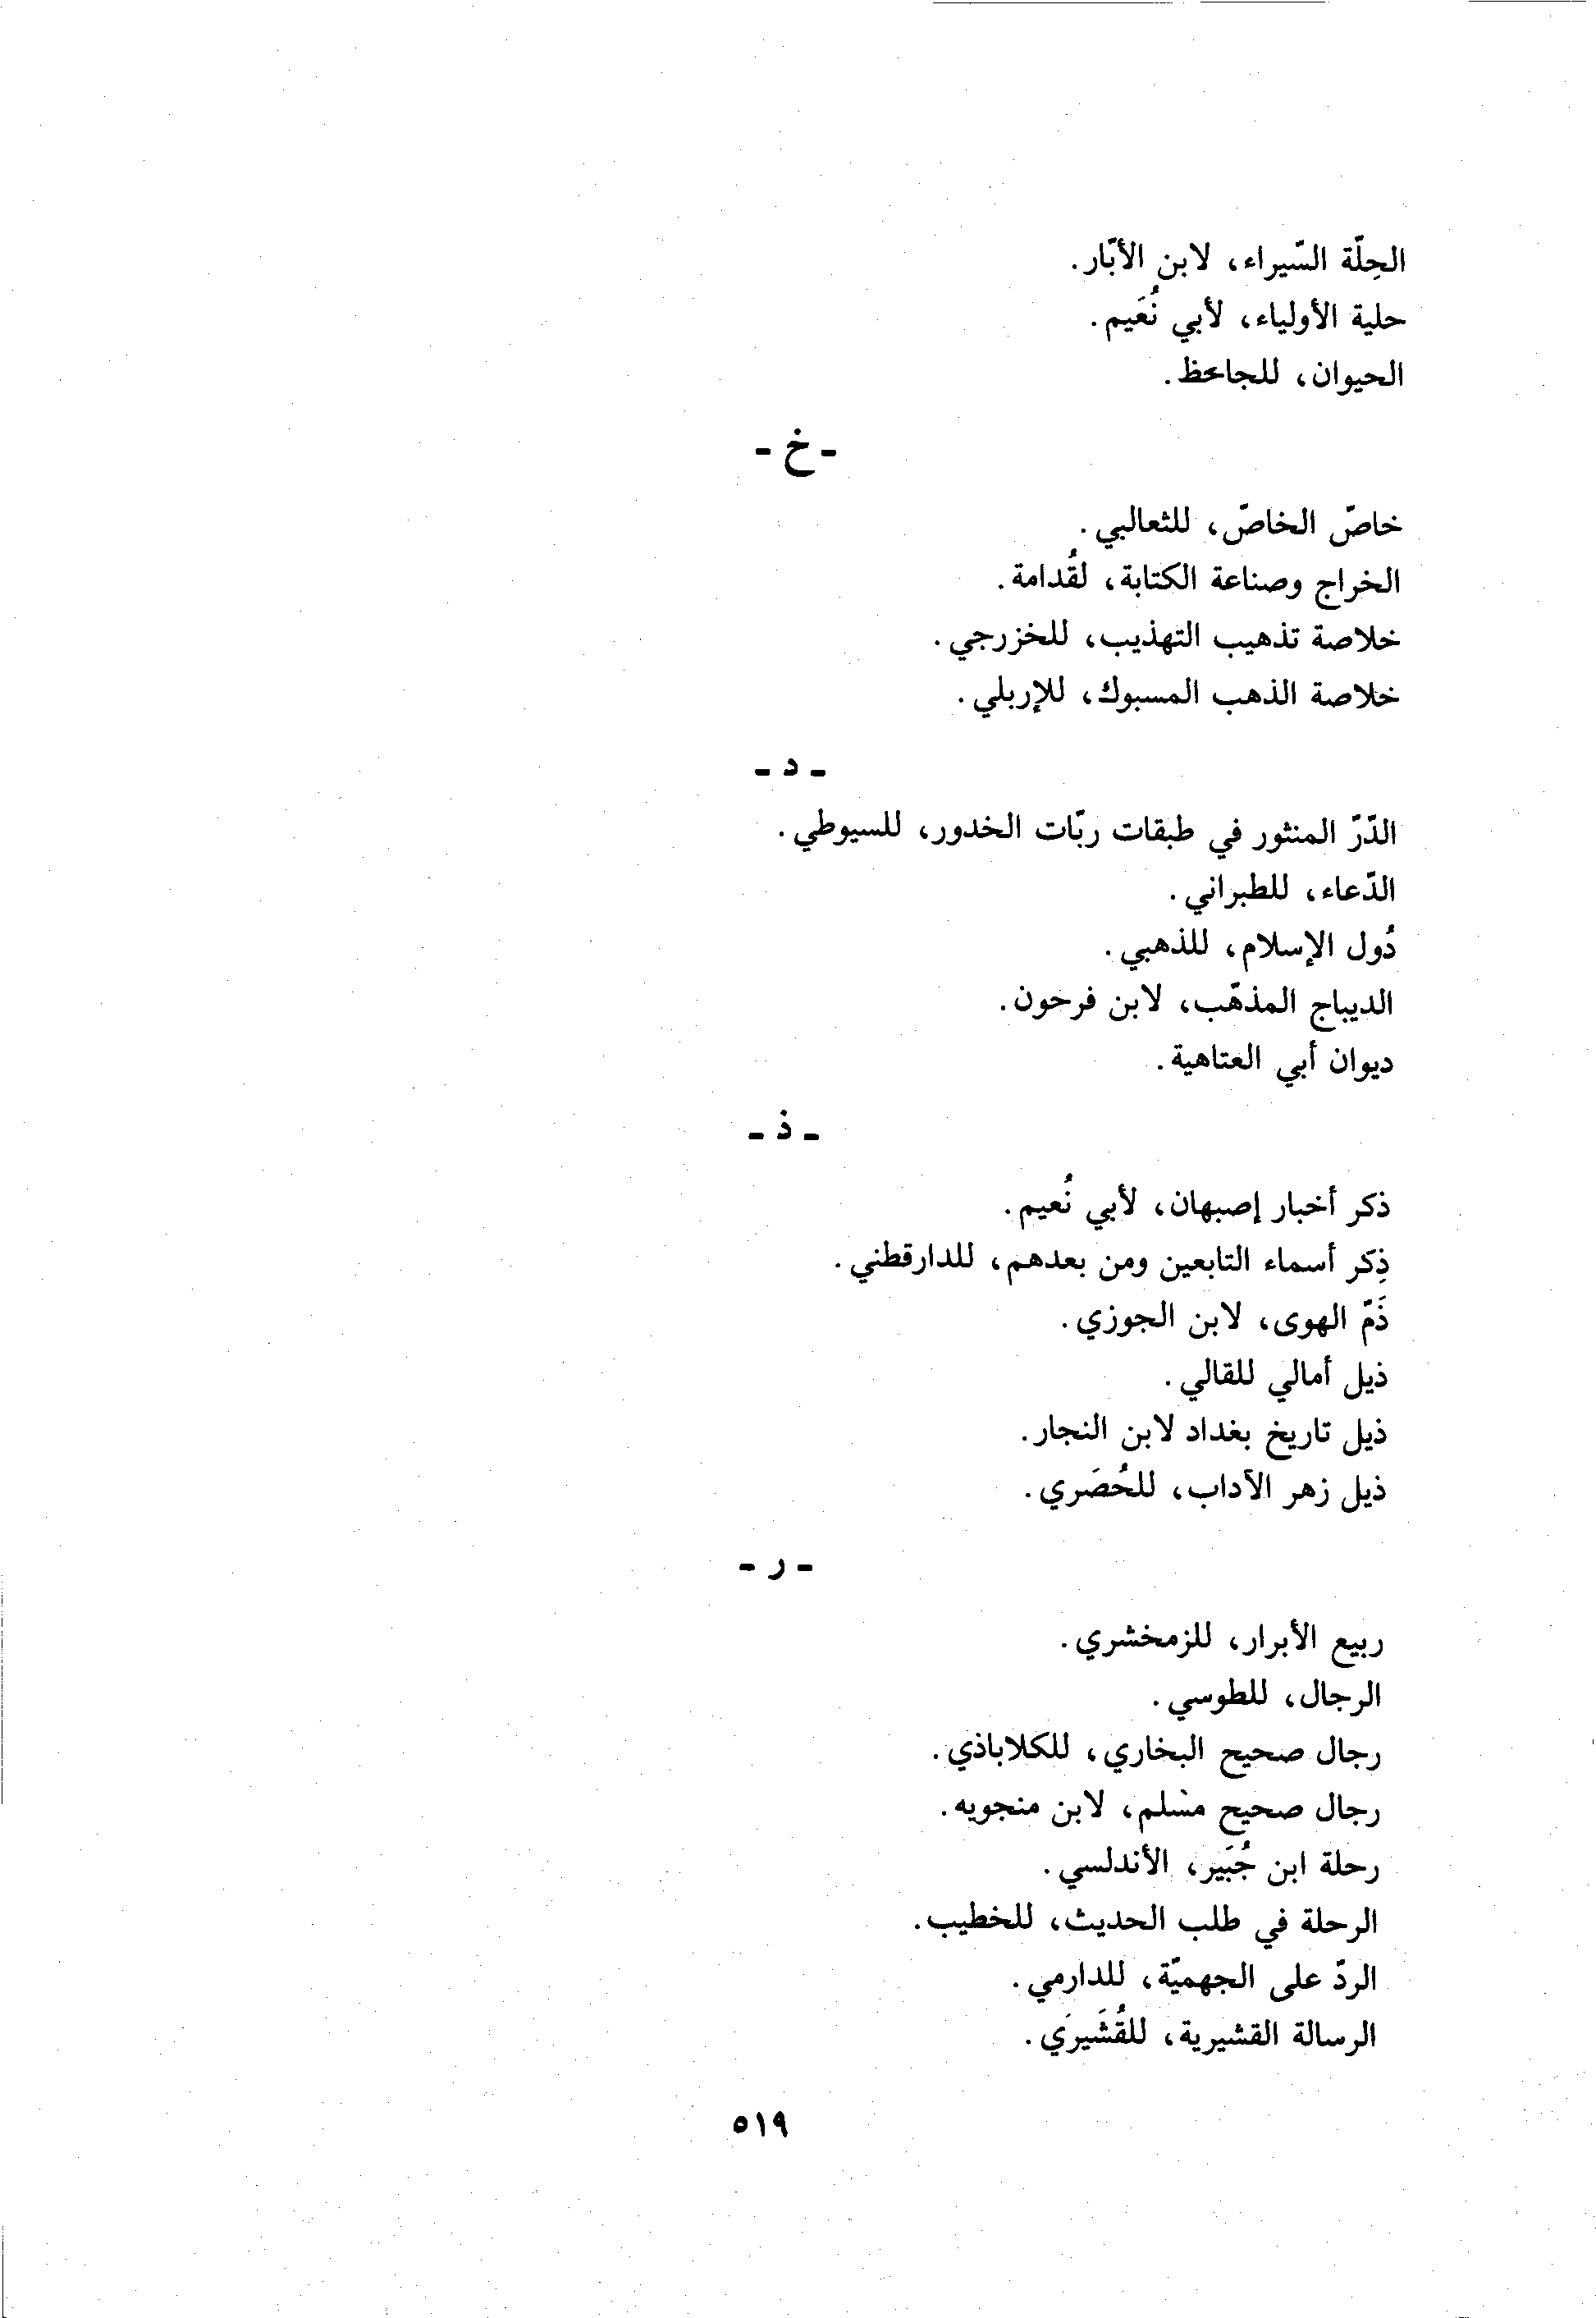 الحِلّة السّيراء، لابن الأبّار.
حلية الأولياء، لأبي نُعَيم.
الحيوان، للجاحظ.
- خ -
خاصّ الخاصّ، للثعالبي.
الخراج وصناعة الكتابة، لقُدامة.
خلاصة تذهيب التهذيب، للخزرجي.
خلاصة الذهب المسبوك، للإربلي.
- د -
الدّرّ المنثور في طبقات ربّات الخدور، للسيوطي.
الدّعاء، للطبراني.
دُول الإسلام، للذهبي.
الديباج المذهّب، لابن فرحون.
ديوان أبي العتاهية.
- ذ -
ذكر أخبار إصبهان، لأبي نُعيم.
ذِكر أسماء التابعين ومن بعدهم، للدارقطني.
ذَمّ الهوى، لابن الجوزي.
ذيل أمالي للقالي.
ذيل تاريخ بغداد لابن النجار.
ذيل زهر الآداب، للحُصَري.
- ر -
ربيع الأبرار، للزمخشري.
الرجال، للطوسي.
رجال صحيح البخاري، للكلاباذي.
رجال صحيح مسلم، لابن منجويه.
رحلة ابن جُبَير، الأندلسي.
الرحلة في طلب الحديث، للخطيب.
الردّ على الجهميّة، للدارمي.
الرسالة القشيرية، للقُشَيرَي.
٥١٩